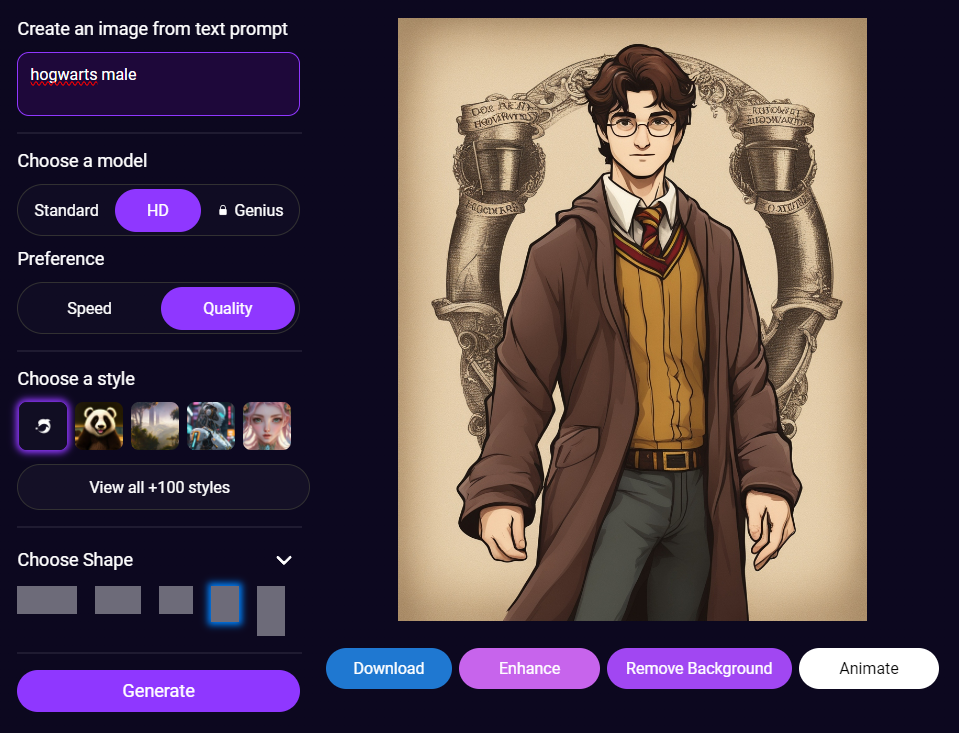 Create an image from text prompt
hogwarts male
Choose a model
Standard HD Genius
Preference
Speed Quality
Choose a style
View all +100 styles
Choose Shape
Generate
Download Enhance Remove Background Animate